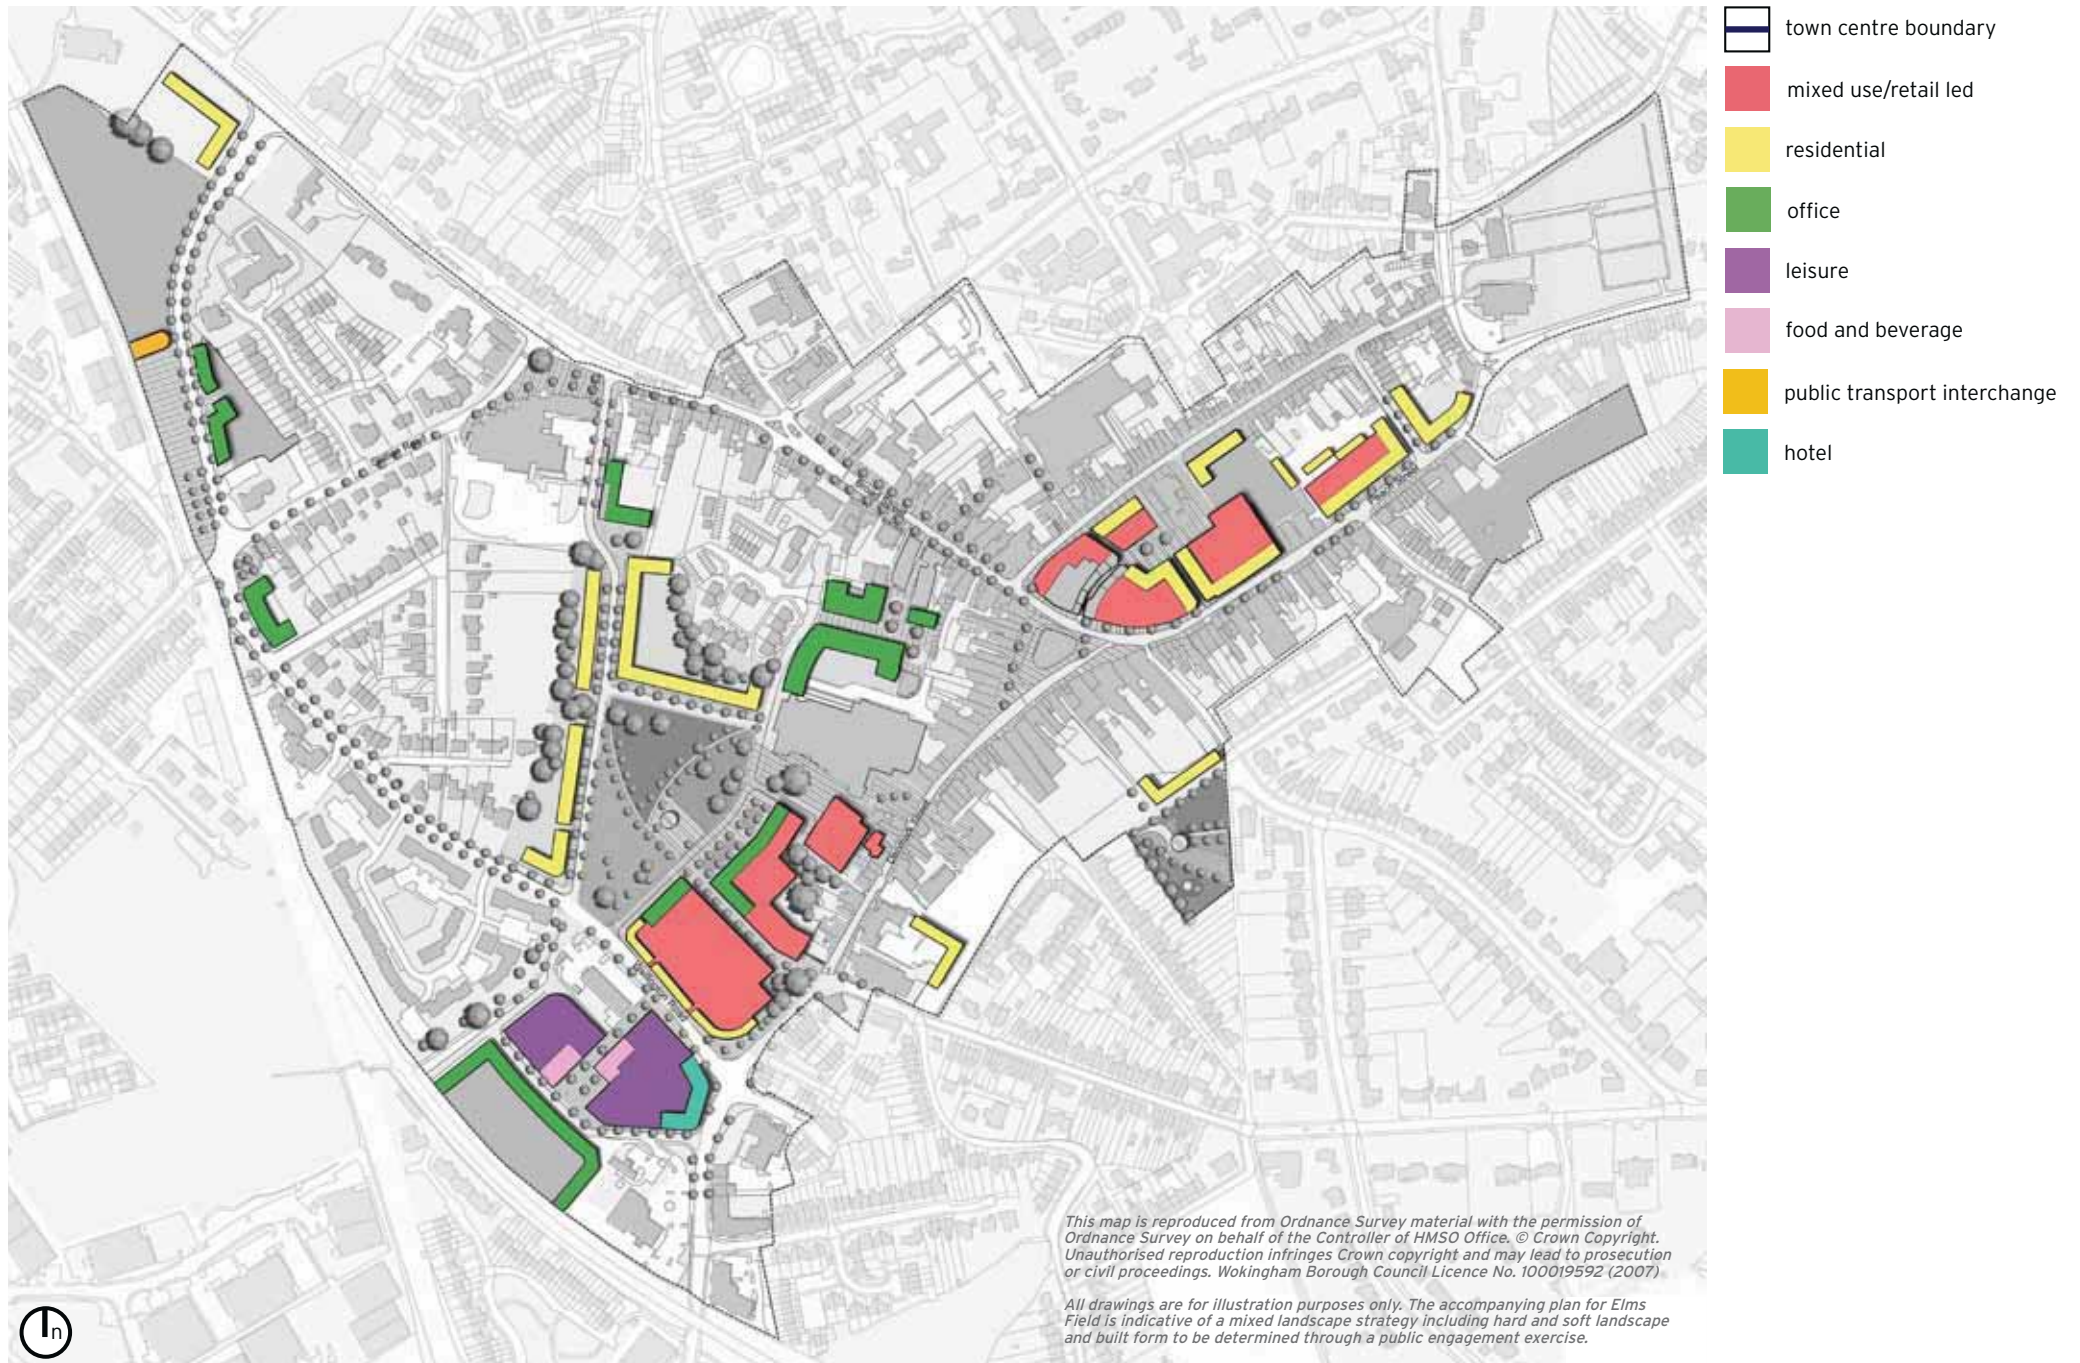 town centre boundary
mixed use/retail led
residential
office
leisure
food and beverage
public transport interchange
hotel
This map is reproduced from Ordnance Survey material with the permission of
Ordnance Survey on behalf of the Controller of HMSO Office. © Crown Copyright.
Unauthorised reproduction infringes Crown copyright and may lead to prosecution
or civil proceedings. Wokingham Borough Council Licence No. 100019592 (2007)
All drawings are for illustration purposes only. The accompanying plan for Elms
Field is indicative of a mixed landscape strategy including hard and soft landscape
and built form to be determined through a public engagement exercise.
n